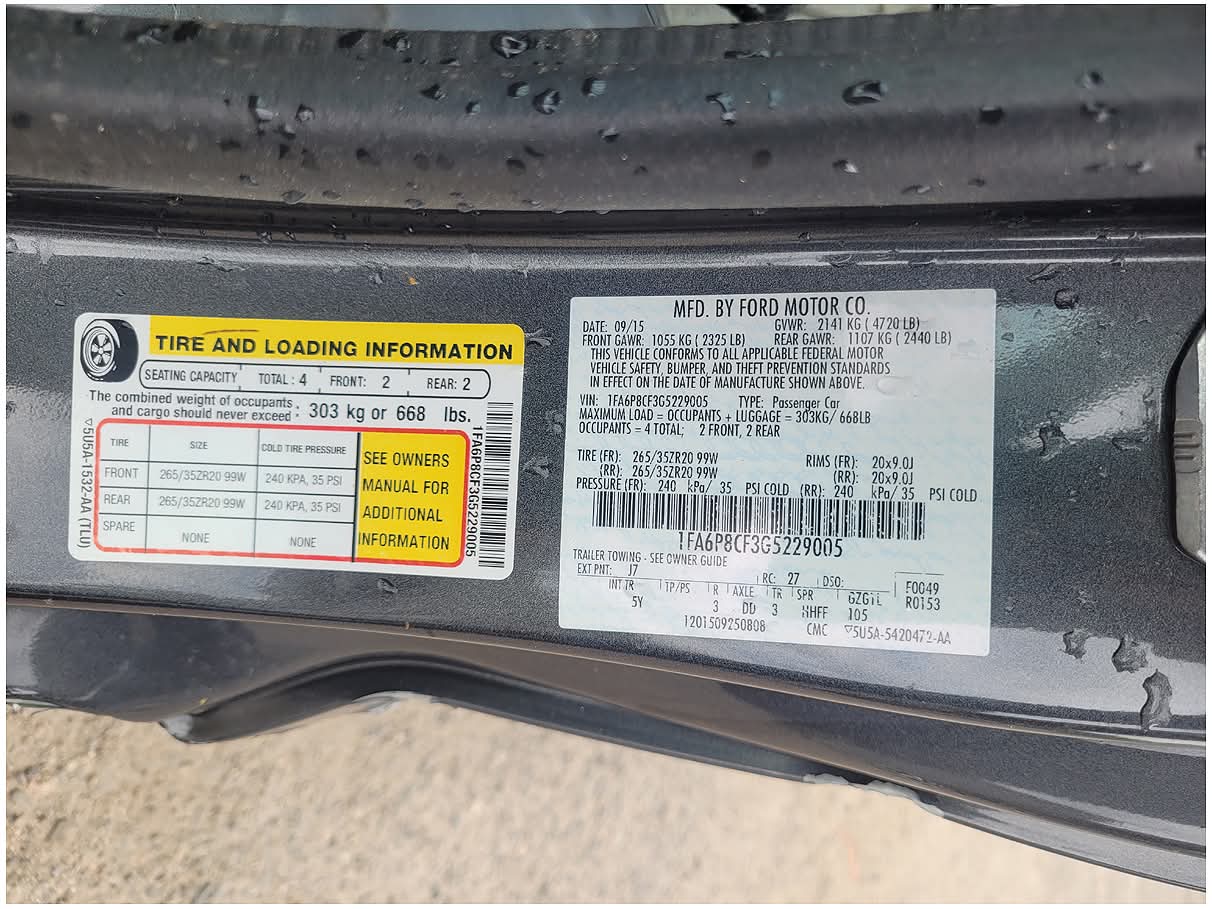 TIRE AND LOADING INFORMATION
SEATING CAPACITY TOTAL : 4 FRONT: 2 REAR: 2
The combined weight of occupants and cargo should never exceed : 303 kg or 668 lbs.
TIRE SIZE COLD TIRE PRESSURE
FRONT 265/35ZR20 99W 240 KPA, 35 PSI
REAR 265/35ZR20 99W 240 KPA, 35 PSI
SPARE NONE NONE
SEE OWNERS
MANUAL FOR
ADDITIONAL
INFORMATION
▽5U5A-1532-AA (TLU)
1FA6P8CF3G5229005
MFD. BY FORD MOTOR CO.
DATE: 09/15 GVWR: 2141 KG ( 4720 LB)
FRONT GAWR: 1055 KG ( 2325 LB) REAR GAWR: 1107 KG ( 2440 LB)
THIS VEHICLE CONFORMS TO ALL APPLICABLE FEDERAL MOTOR
VEHICLE SAFETY, BUMPER, AND THEFT PREVENTION STANDARDS
IN EFFECT ON THE DATE OF MANUFACTURE SHOWN ABOVE.
VIN: 1FA6P8CF3G5229005 TYPE: Passenger Car
MAXIMUM LOAD = OCCUPANTS + LUGGAGE = 303KG/ 668LB
OCCUPANTS = 4 TOTAL; 2 FRONT, 2 REAR
TIRE (FR): 265/35ZR20 99W RIMS (FR): 20x9.0J
(RR): 265/35ZR20 99W (RR): 20x9.0J
PRESSURE (FR): 240 kPa/ 35 PSI COLD (RR): 240 kPa/ 35 PSI COLD
1FA6P8CF3G5229005
TRAILER TOWING - SEE OWNER GUIDE
EXT PNT: J7 RC: 27 DSO: F0049
INT TR TP/PS R AXLE TR SPR R0153
5Y 3 DD 3 HHFF 105
1201509250808 CMC ▽5U5A-5420472-AA